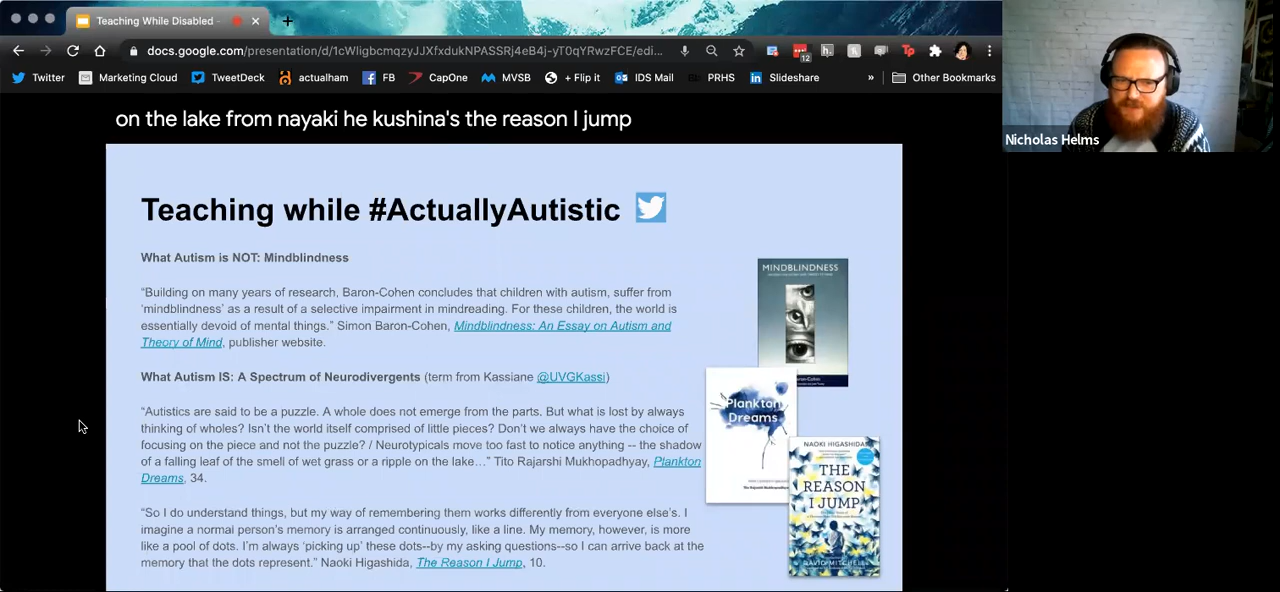 Teaching While Disabled -
docs.google.com/presentation/d/1cWligbcmqzyJJXfxdukNPASSRj4eB4j-yT0qYRwzFCE/edi...
12
Twitter
Marketing Cloud
TweetDeck
actualham
FB
CapOne
MVSB
+ Flip it
IDS Mail
PRHS
Slideshare
»
Other Bookmarks
Nicholas Helms
on the lake from nayaki he kushina's the reason I jump
Teaching while #ActuallyAutistic
What Autism is NOT: Mindblindness
“Building on many years of research, Baron-Cohen concludes that children with autism, suffer from
‘mindblindness’ as a result of a selective impairment in mindreading. For these children, the world is
essentially devoid of mental things.” Simon Baron-Cohen, Mindblindness: An Essay on Autism and
Theory of Mind, publisher website.
What Autism IS: A Spectrum of Neurodivergents (term from Kassiane @UVGKassi)
“Autistics are said to be a puzzle. A whole does not emerge from the parts. But what is lost by always
thinking of wholes? Isn’t the world itself comprised of little pieces? Don’t we always have the choice of
focusing on the piece and not the puzzle? / Neurotypicals move too fast to notice anything -- the shadow
of a falling leaf of the smell of wet grass or a ripple on the lake…” Tito Rajarshi Mukhopadhyay, Plankton
Dreams, 34.
“So I do understand things, but my way of remembering them works differently from everyone else’s. I
imagine a normal person’s memory is arranged continuously, like a line. My memory, however, is more
like a pool of dots. I’m always ‘picking up’ these dots--by my asking questions--so I can arrive back at the
memory that the dots represent.” Naoki Higashida, The Reason I Jump, 10.
MINDBLINDNESS
Plankton
Dreams
NAOKI HIGASHIDA
THE
REASON
I JUMP
DAVID MITCHELL